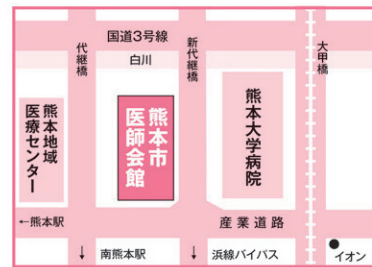 国道3号線
白川
代継橋
新代継橋
大甲橋
熊本地域
医療センター
熊本市
医師会館
熊本大学病院
←熊本駅
産業道路
↓
南熊本駅
↓
浜線バイパス
イオン